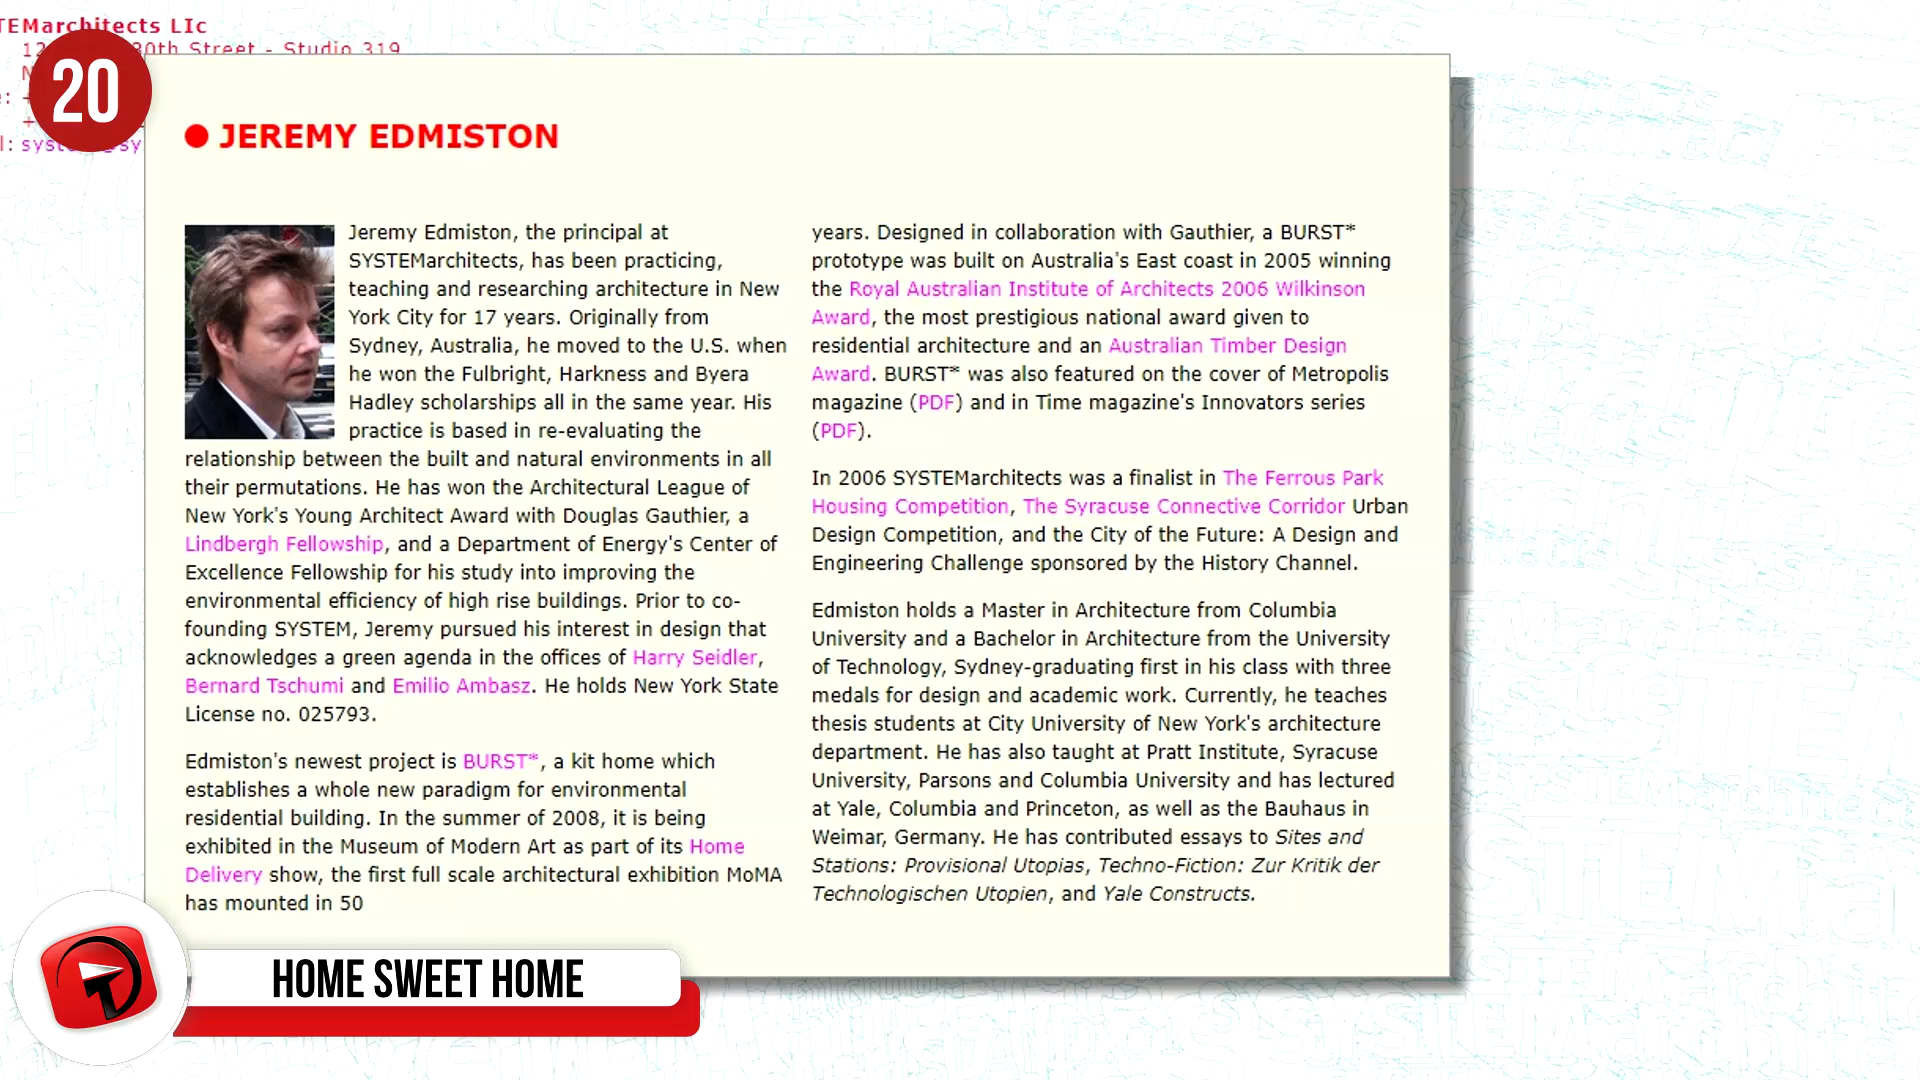 TEMarchitects LLc
30th Street - Studio 319
20
JEREMY EDMISTON
Jeremy Edmiston, the principal at
SYSTEMarchitects, has been practicing,
teaching and researching architecture in New
York City for 17 years. Originally from
Sydney, Australia, he moved to the U.S. when
he won the Fulbright, Harkness and Byera
Hadley scholarships all in the same year. His
practice is based in re-evaluating the
relationship between the built and natural environments in all
their permutations. He has won the Architectural League of
New York's Young Architect Award with Douglas Gauthier, a
Lindbergh Fellowship, and a Department of Energy's Center of
Excellence Fellowship for his study into improving the
environmental efficiency of high rise buildings. Prior to co-
founding SYSTEM, Jeremy pursued his interest in design that
acknowledges a green agenda in the offices of Harry Seidler,
Bernard Tschumi and Emilio Ambasz. He holds New York State
License no. 025793.
Edmiston's newest project is BURST*, a kit home which
establishes a whole new paradigm for environmental
residential building. In the summer of 2008, it is being
exhibited in the Museum of Modern Art as part of its Home
Delivery show, the first full scale architectural exhibition MoMA
has mounted in 50
years. Designed in collaboration with Gauthier, a BURST*
prototype was built on Australia's East coast in 2005 winning
the Royal Australian Institute of Architects 2006 Wilkinson
Award, the most prestigious national award given to
residential architecture and an Australian Timber Design
Award. BURST* was also featured on the cover of Metropolis
magazine (PDF) and in Time magazine's Innovators series
(PDF).
In 2006 SYSTEMarchitects was a finalist in The Ferrous Park
Housing Competition, The Syracuse Connective Corridor Urban
Design Competition, and the City of the Future: A Design and
Engineering Challenge sponsored by the History Channel.
Edmiston holds a Master in Architecture from Columbia
University and a Bachelor in Architecture from the University
of Technology, Sydney-graduating first in his class with three
medals for design and academic work. Currently, he teaches
thesis students at City University of New York's architecture
department. He has also taught at Pratt Institute, Syracuse
University, Parsons and Columbia University and has lectured
at Yale, Columbia and Princeton, as well as the Bauhaus in
Weimar, Germany. He has contributed essays to Sites and
Stations: Provisional Utopias, Techno-Fiction: Zur Kritik der
Technologischen Utopien, and Yale Constructs.
HOME SWEET HOME